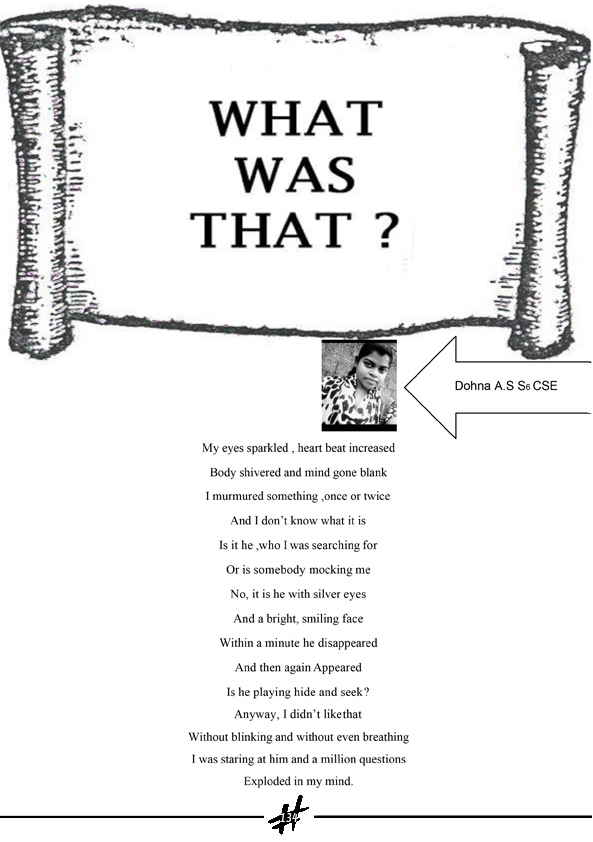 WHAT
WAS
THAT ?
Dohna A.S S6 CSE
My eyes sparkled , heart beat increased
Body shivered and mind gone blank
I murmured something ,once or twice
And I don't know what it is
Is it he ,who I was searching for
Or is somebody mocking me
No, it is he with silver eyes
And a bright, smiling face
Within a minute he disappeared
And then again Appeared
Is he playing hide and seek?
Anyway, I didn't likethat
Without blinking and without even breathing
I was staring at him and a million questions
Exploded in my mind.
134